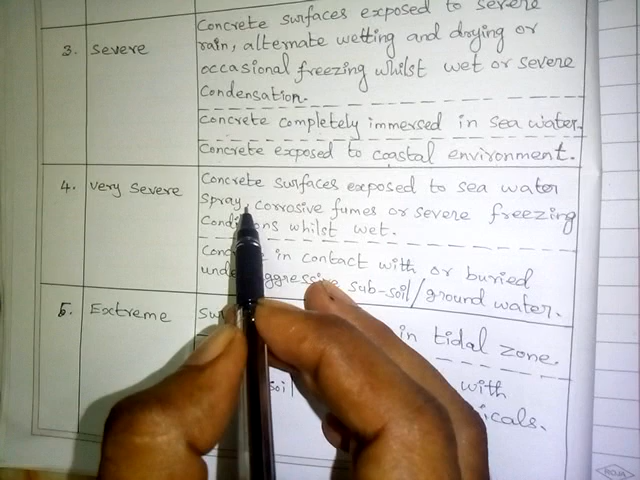 Concrete surfaces exposed to severe
3. Severe rain, alternate wetting and drying or
occasional freezing whilst wet or severe
condensation.
Concrete completely immersed in sea water.
Concrete exposed to coastal environment.
4. Very severe Concrete surfaces exposed to sea water
spray, corrosive fumes or severe freezing
whilst wet.
in contact with or buried
sub-soil/ground water.
5. Extreme in tidal zone.
soil with